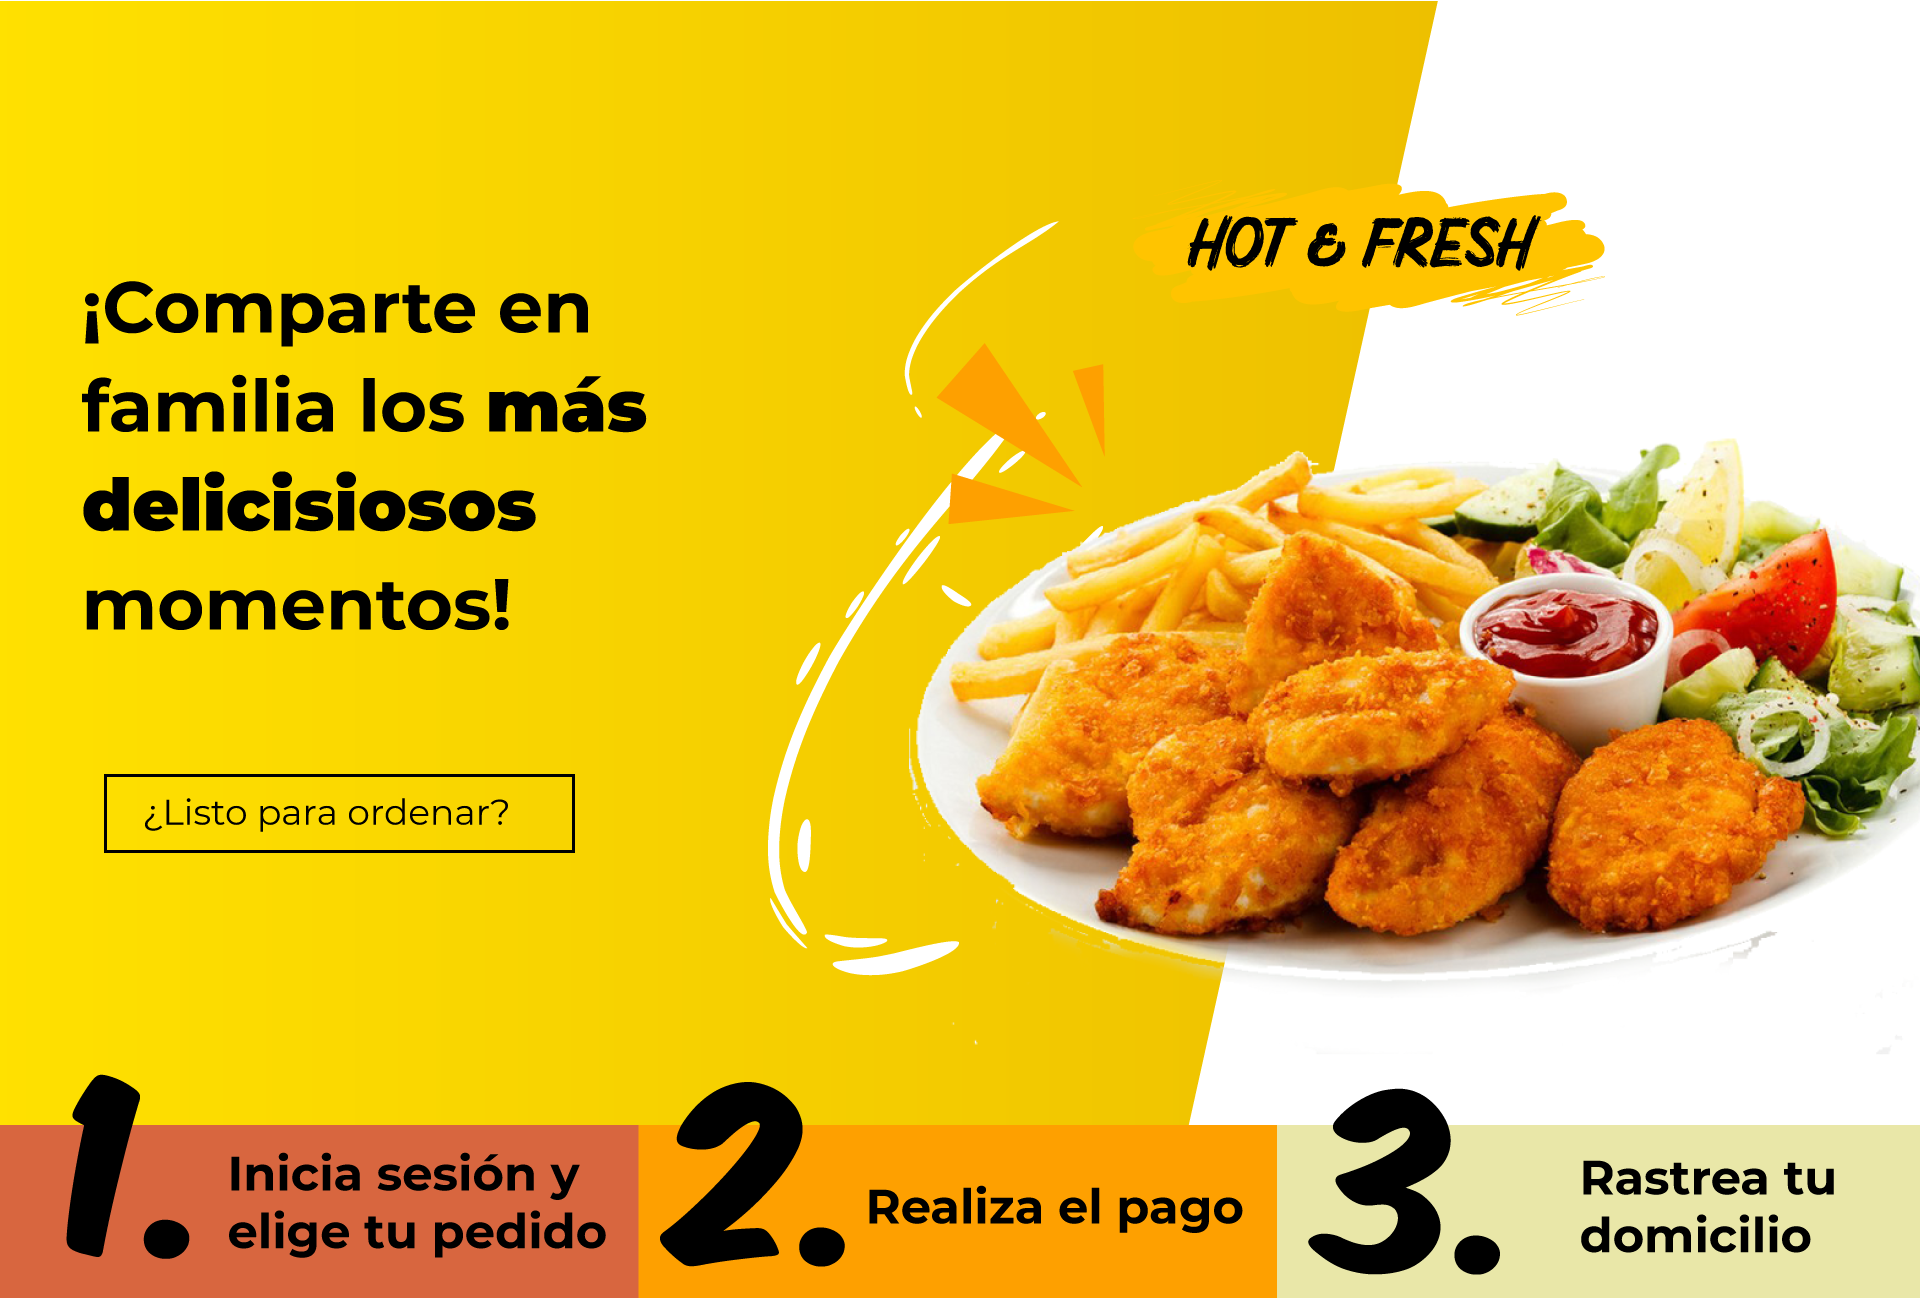 HOT & FRESH
¡Comparte en
familia los más
delicisiosos
momentos!
¿Listo para ordenar?
1.
Inicia sesión y
elige tu pedido
2.
Realiza el pago
3.
Rastrea tu
domicilio